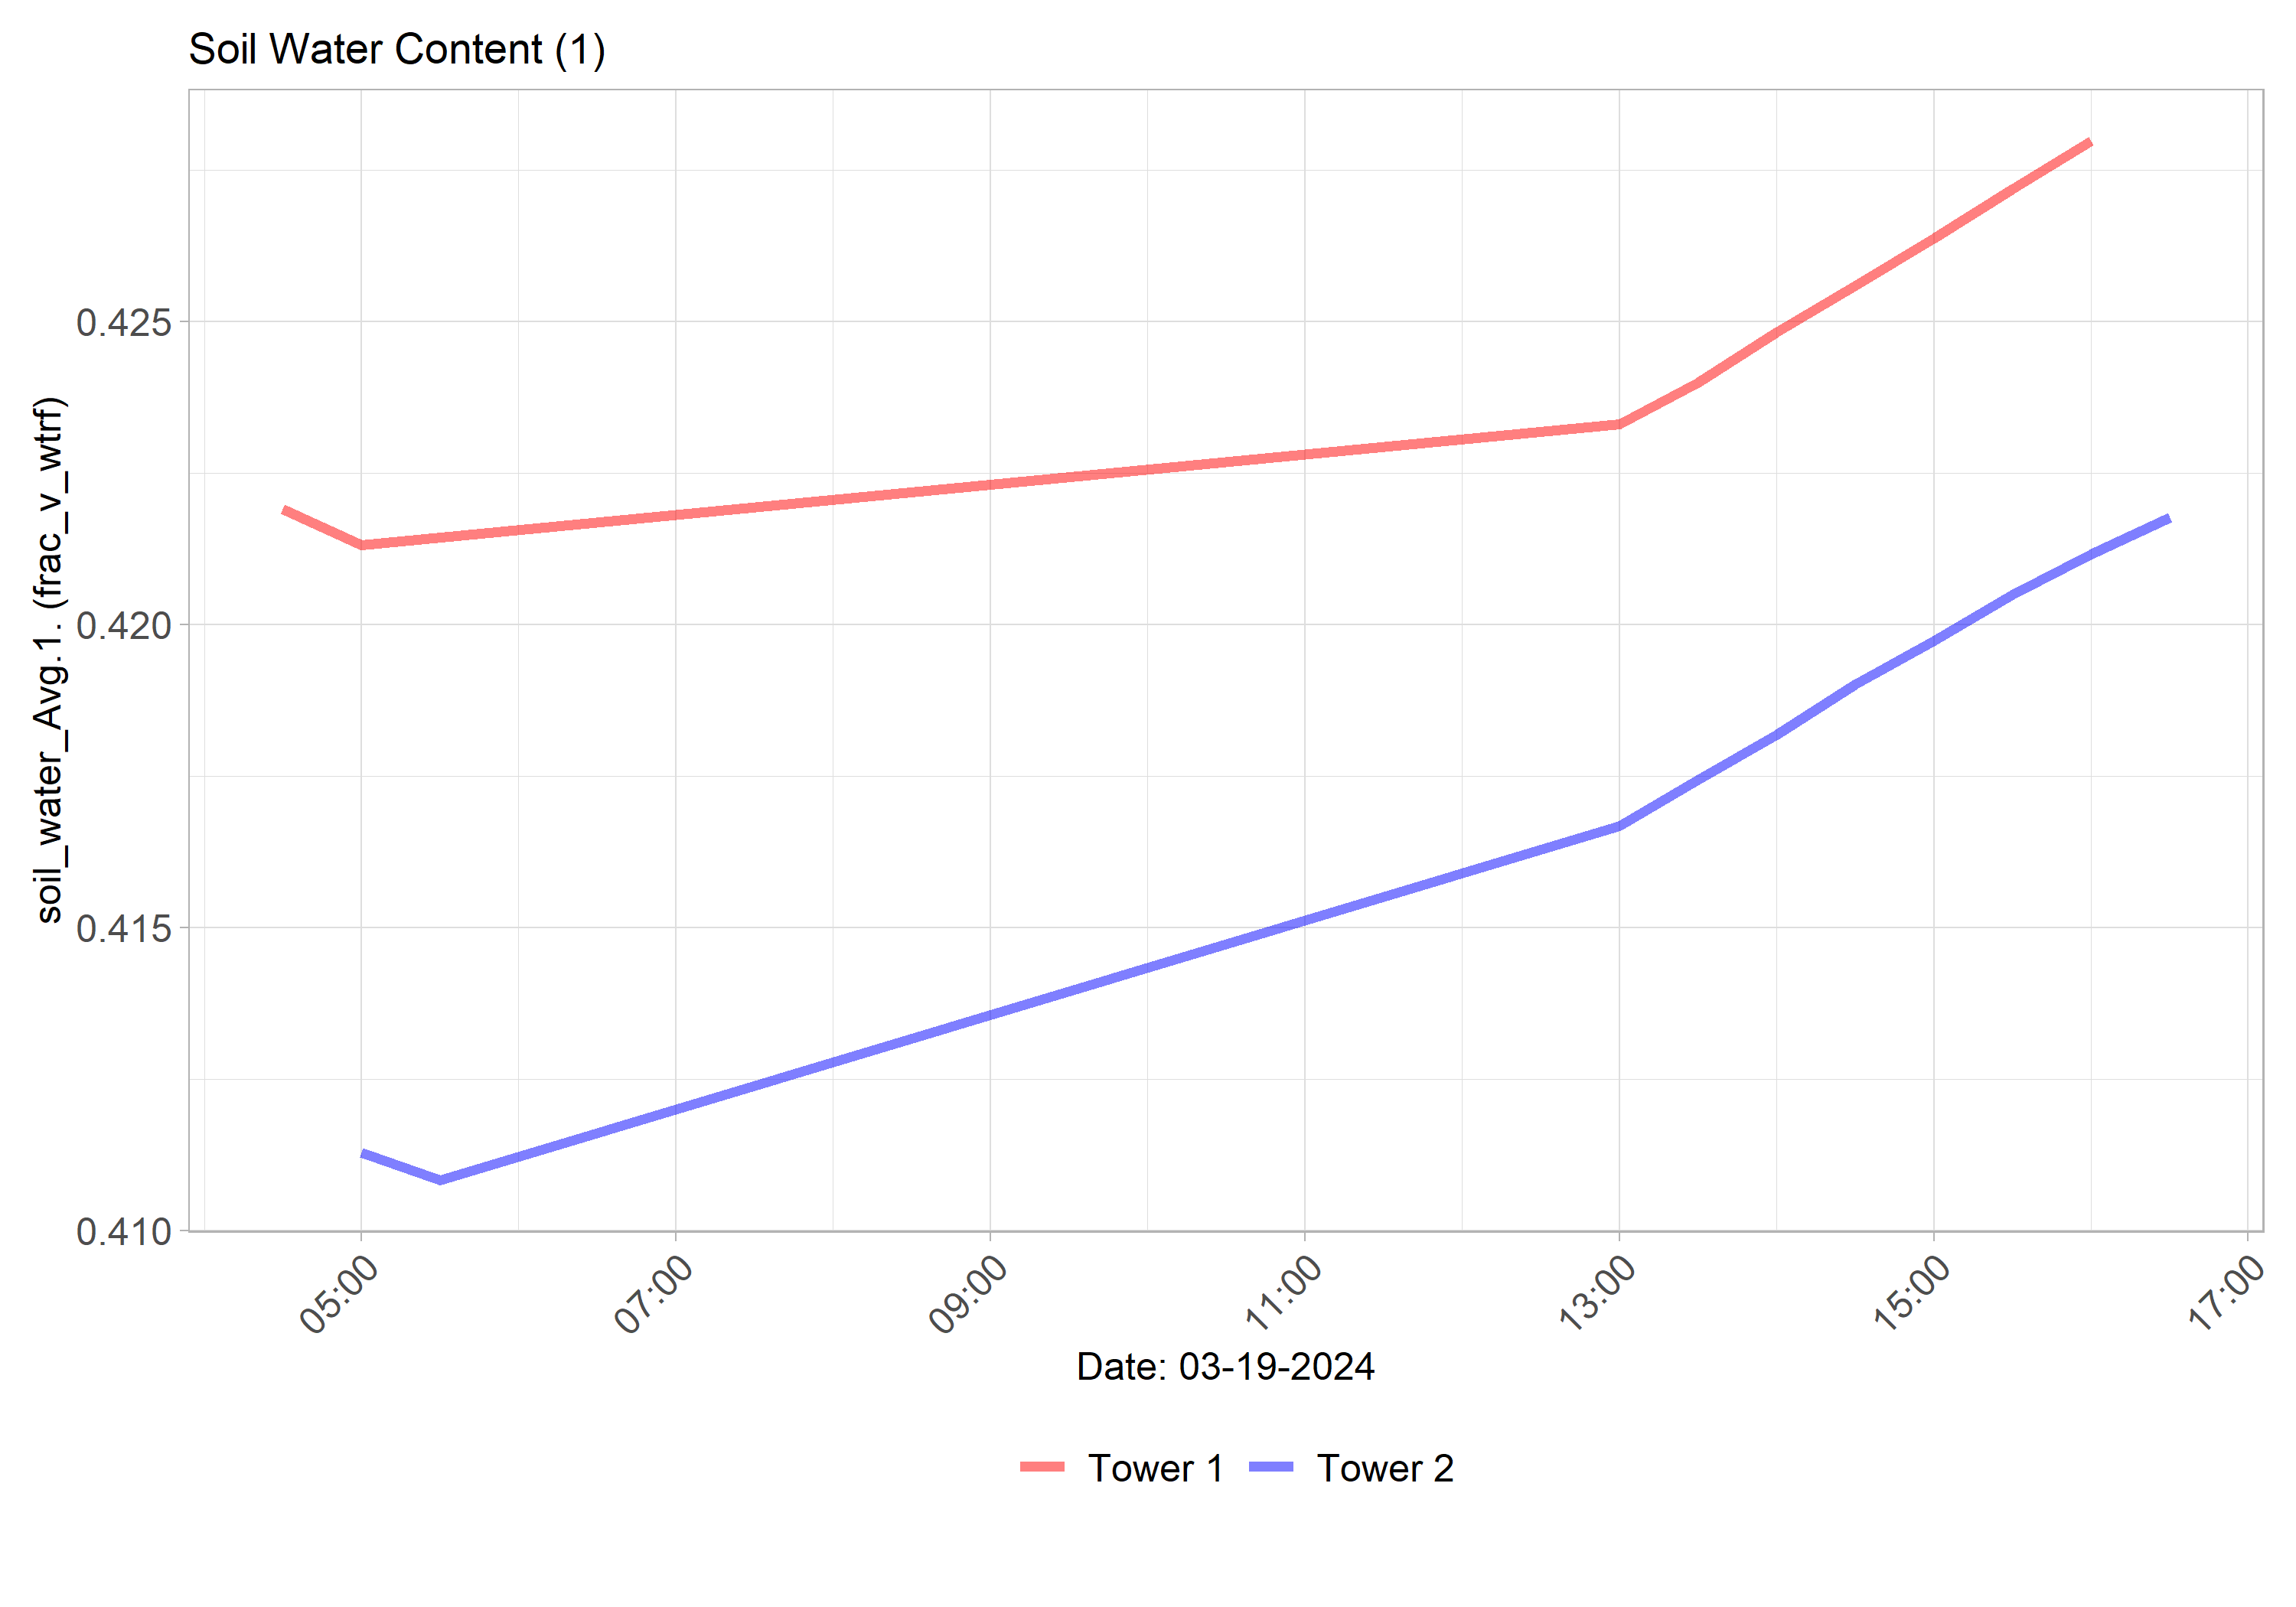 Soil Water Content (1)
soil_water_Avg.1. (frac_v_wtrf)
0.425
0.420
0.415
0.410
05:00
07:00
09:00
11:00
13:00
15:00
17:00
Date: 03-19-2024
Tower 1
Tower 2